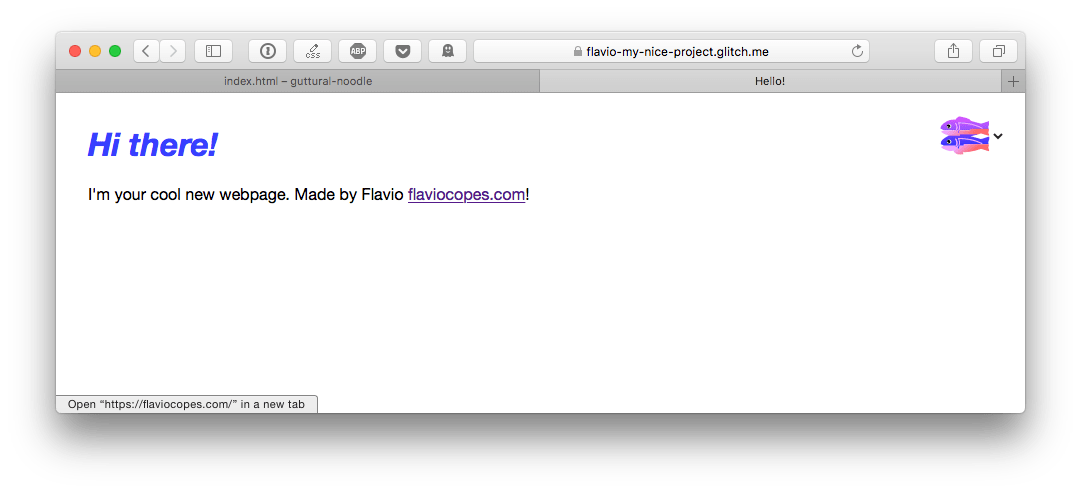 css
ABP
flavio-my-nice-project.glitch.me
index.html – guttural-noodle
Hello!
Hi there!
I'm your cool new webpage. Made by Flavio flaviocopes.com!
Open “https://flaviocopes.com/” in a new tab